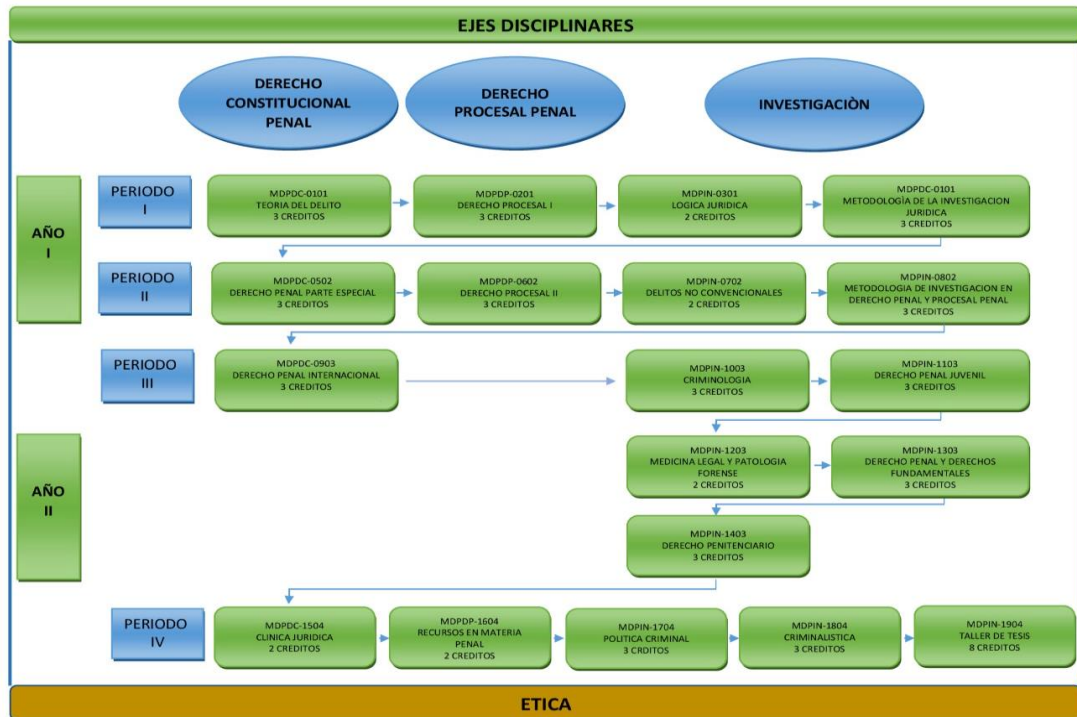 EJES DISCIPLINARES
DERECHO
CONSTITUCIONAL
PENAL
DERECHO
PROCESAL PENAL
INVESTIGACIÒN
AÑO
I
PERIODO
I
MDPDC-0101
TEORIA DEL DELITO
3 CREDITOS
MDPDP-0201
DERECHO PROCESAL I
3 CREDITOS
MDPIN-0301
LOGICA JURIDICA
2 CREDITOS
MDPDC-0101
METODOLOGÌA DE LA INVESTIGACION
JURIDICA
3 CREDITOS
PERIODO
II
MDPDC-0502
DERECHO PENAL PARTE ESPECIAL
3 CREDITOS
MDPDP-0602
DERECHO PROCESAL II
3 CREDITOS
MDPIN-0702
DELITOS NO CONVENCIONALES
2 CREDITOS
MDPIN-0802
METODOLOGIA DE INVESTIGACION EN
DERECHO PENAL Y PROCESAL PENAL
3 CREDITOS
AÑO
II
PERIODO
III
MDPDC-0903
DERECHO PENAL INTERNACIONAL
3 CREDITOS
MDPIN-1003
CRIMINOLOGIA
3 CREDITOS
MDPIN-1103
DERECHO PENAL JUVENIL
3 CREDITOS
MDPIN-1203
MEDICINA LEGAL Y PATOLOGIA
FORENSE
2 CREDITOS
MDPIN-1303
DERECHO PENAL Y DERECHOS
FUNDAMENTALES
3 CREDITOS
MDPIN-1403
DERECHO PENITENCIARIO
3 CREDITOS
PERIODO
IV
MDPDC-1504
CLINICA JURIDICA
2 CREDITOS
MDPDP-1604
RECURSOS EN MATERIA
PENAL
2 CREDITOS
MDPIN-1704
POLITICA CRIMINAL
3 CRDITOS
MDPIN-1804
CRIMINALISTICA
3 CREDITOS
MDPIN-1904
TALLER DE TESIS
8 CREDITOS
ETICA